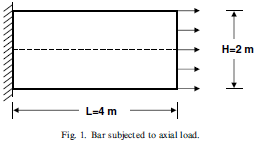 H=2 m
L=4 m
Fig. 1. Bar subjected to axial load.